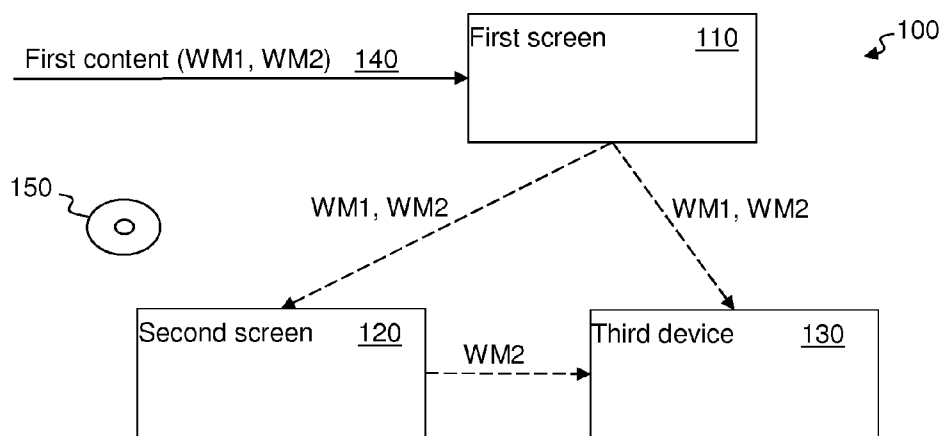 First screen 110
100
First content (WM1, WM2) 140
150
WM1, WM2
WM1, WM2
Second screen 120
Third device 130
WM2